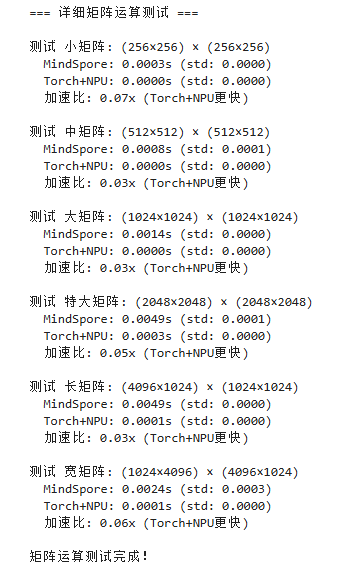 === 详细矩阵运算测试 ===
测试 小矩阵: (256×256) × (256×256)
MindSpore: 0.0003s (std: 0.0000)
Torch+NPU: 0.0000s (std: 0.0000)
加速比: 0.07x (Torch+NPU更快)
测试 中矩阵: (512×512) × (512×512)
MindSpore: 0.0008s (std: 0.0001)
Torch+NPU: 0.0000s (std: 0.0000)
加速比: 0.03x (Torch+NPU更快)
测试 大矩阵: (1024×1024) × (1024×1024)
MindSpore: 0.0014s (std: 0.0000)
Torch+NPU: 0.0000s (std: 0.0000)
加速比: 0.03x (Torch+NPU更快)
测试 特大矩阵: (2048×2048) × (2048×2048)
MindSpore: 0.0049s (std: 0.0001)
Torch+NPU: 0.0003s (std: 0.0000)
加速比: 0.05x (Torch+NPU更快)
测试 长矩阵: (4096×1024) × (1024×1024)
MindSpore: 0.0049s (std: 0.0000)
Torch+NPU: 0.0001s (std: 0.0000)
加速比: 0.03x (Torch+NPU更快)
测试 宽矩阵: (1024×4096) × (4096×1024)
MindSpore: 0.0024s (std: 0.0003)
Torch+NPU: 0.0001s (std: 0.0000)
加速比: 0.06x (Torch+NPU更快)
矩阵运算测试完成!